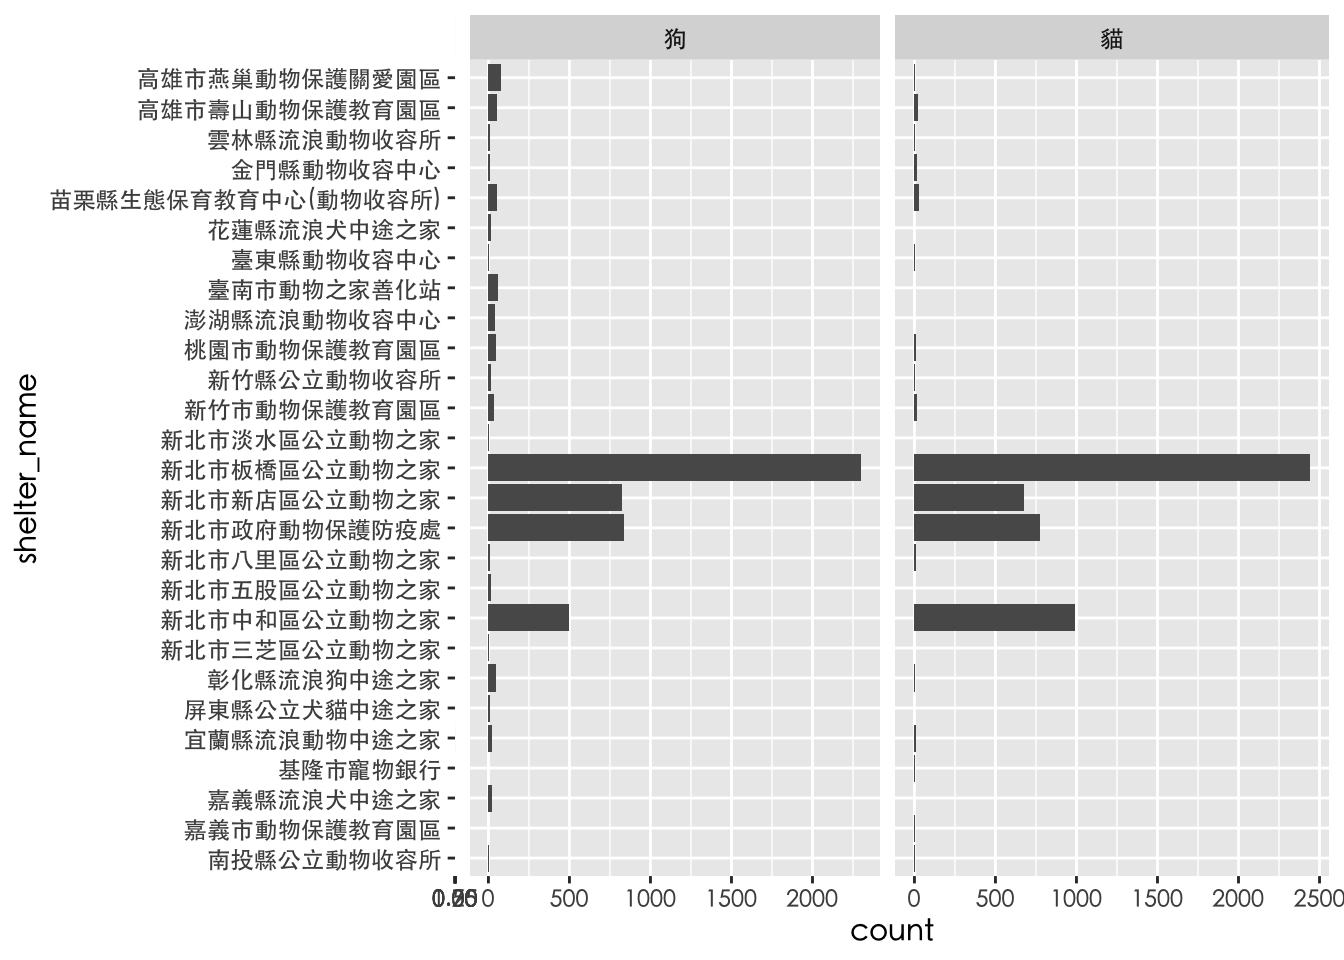 狗
貓
高雄市燕巢動物保護關愛園區
高雄市壽山動物保護教育園區
雲林縣流浪動物收容所
金門縣動物收容中心
苗栗縣生態保育教育中心(動物收容所)
花蓮縣流浪犬中途之家
臺東縣動物收容中心
臺南市動物之家善化站
澎湖縣流浪動物收容中心
桃園市動物保護教育園區
新竹縣公立動物收容所
新竹市動物保護教育園區
新北市淡水區公立動物之家
新北市板橋區公立動物之家
新北市新店區公立動物之家
新北市政府動物保護防疫處
新北市八里區公立動物之家
新北市五股區公立動物之家
新北市中和區公立動物之家
新北市三芝區公立動物之家
彰化縣流浪狗中途之家
屏東縣公立犬貓中途之家
宜蘭縣流浪動物中途之家
基隆市寵物銀行
嘉義縣流浪犬中途之家
嘉義市動物保護教育園區
南投縣公立動物收容所
shelter_name
0 500 1000 1500 2000
0 500 1000 1500 2000 2500
count